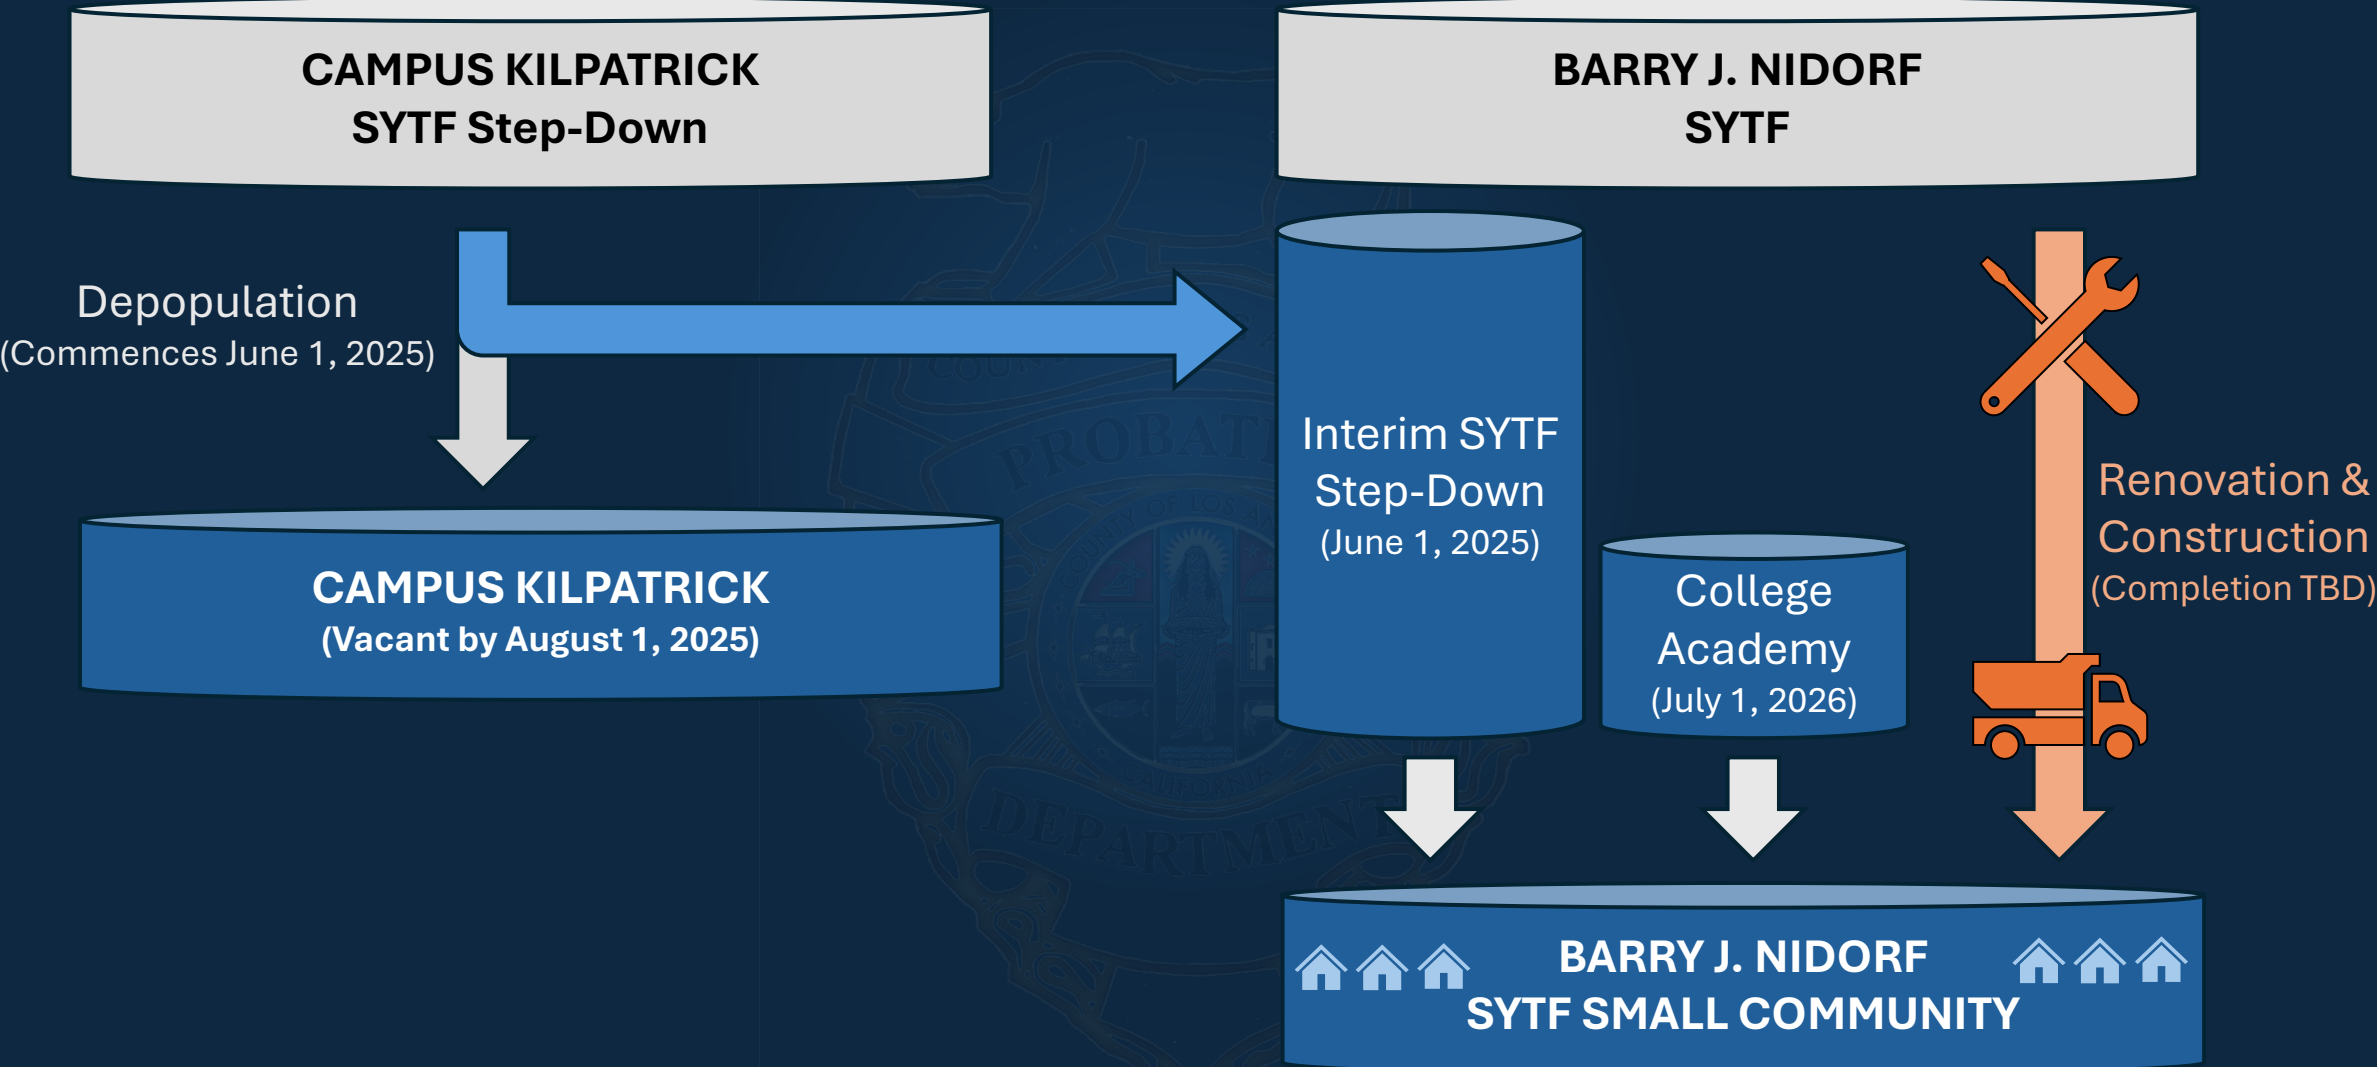 CAMPUS KILPATRICK
SYTF Step-Down
BARRY J. NIDORF
SYTF
Depopulation
(Commences June 1, 2025)
CAMPUS KILPATRICK
(Vacant by August 1, 2025)
Interim SYTF
Step-Down
(June 1, 2025)
College
Academy
(July 1, 2026)
Renovation &
Construction
(Completion TBD)
BARRY J. NIDORF
SYTF SMALL COMMUNITY
DEPARTMENT
CALIFORNIA